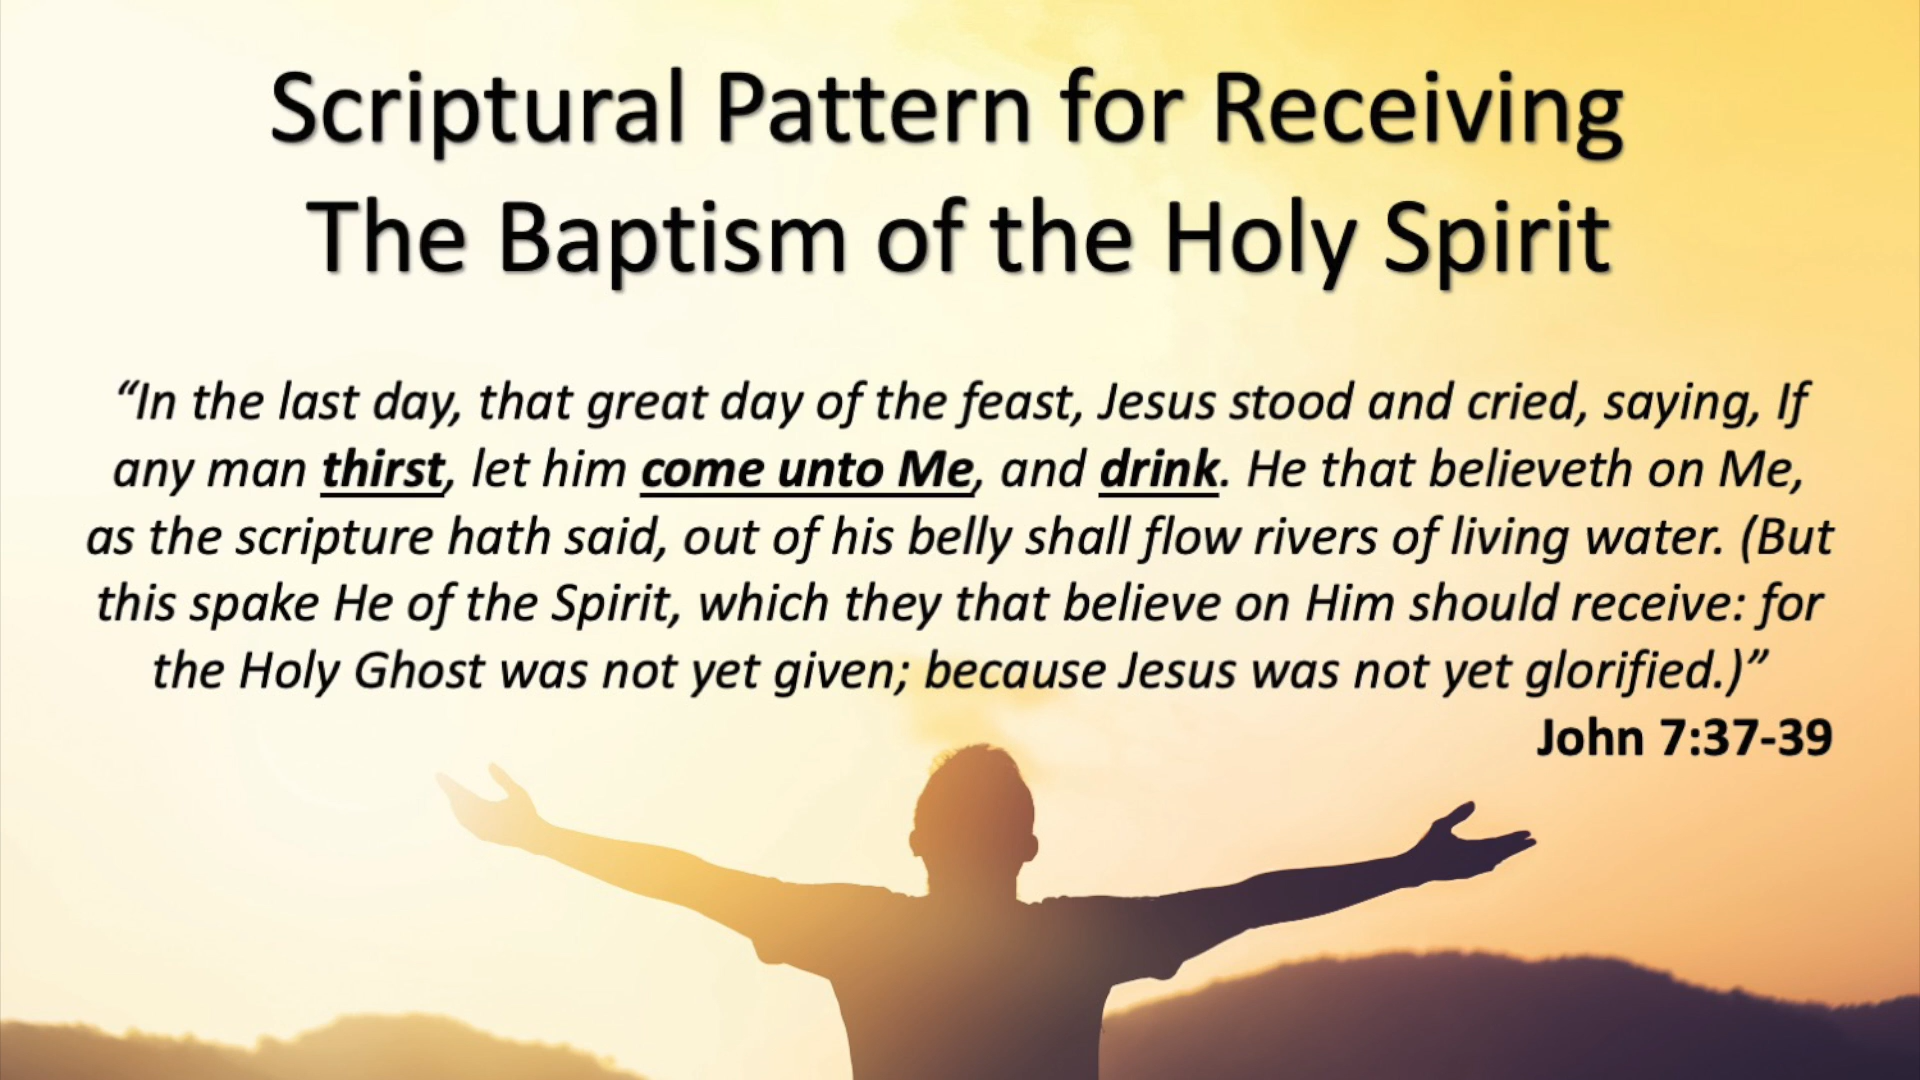 Scriptural Pattern for Receiving
The Baptism of the Holy Spirit
“In the last day, that great day of the feast, Jesus stood and cried, saying, If
any man thirst, let him come unto Me, and drink. He that believeth on Me,
as the scripture hath said, out of his belly shall flow rivers of living water. (But
this spake He of the Spirit, which they that believe on Him should receive: for
the Holy Ghost was not yet given; because Jesus was not yet glorified.)”
John 7:37-39